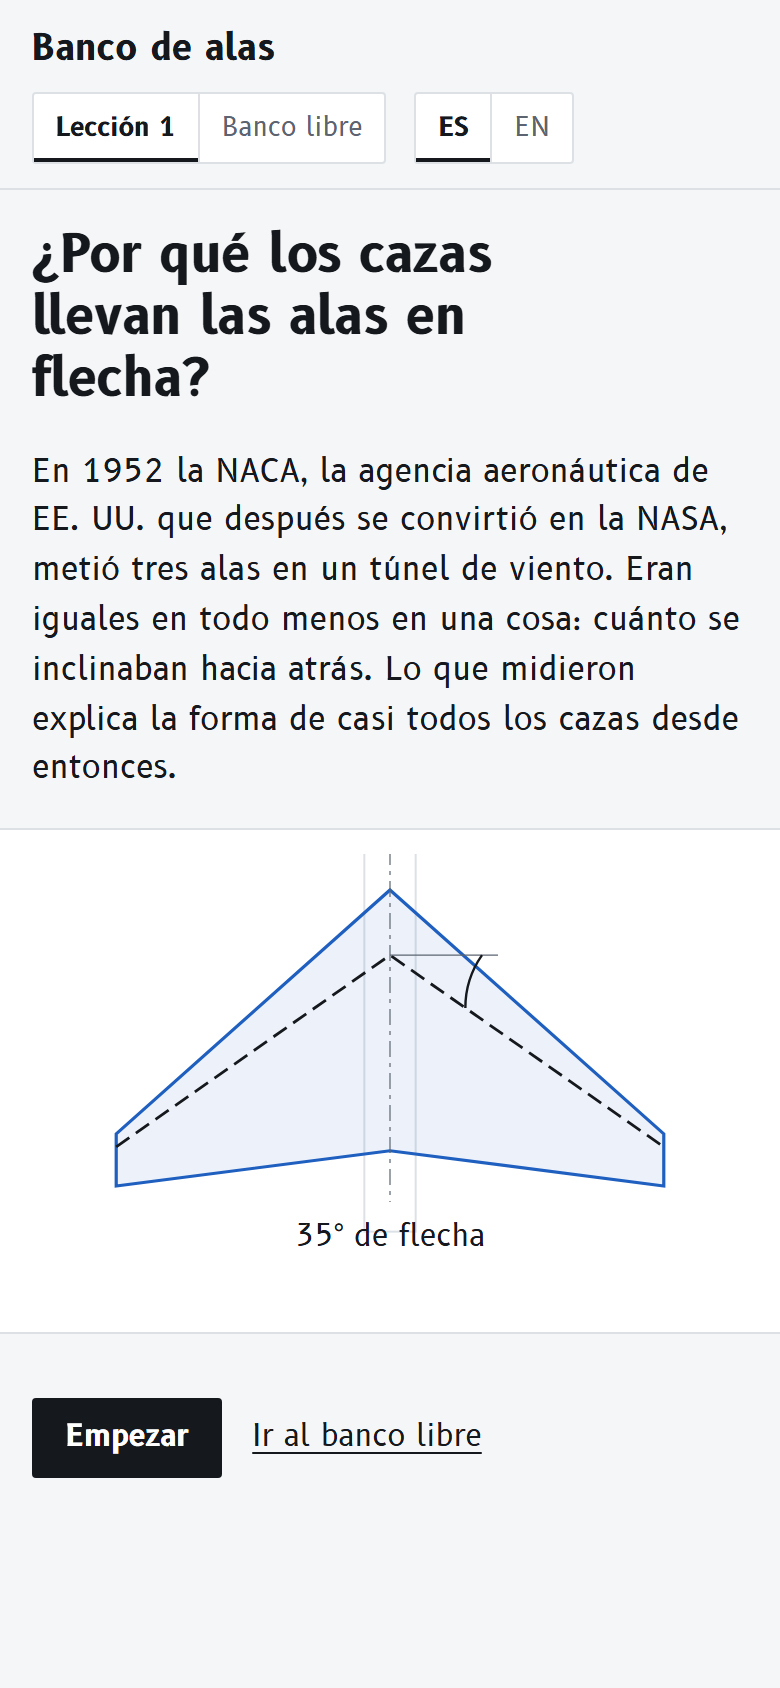 Banco de alas
Lección 1 Banco libre ES EN
¿Por qué los cazas
llevan las alas en
flecha?
En 1952 la NACA, la agencia aeronáutica de
EE. UU. que después se convirtió en la NASA,
metió tres alas en un túnel de viento. Eran
iguales en todo menos en una cosa: cuánto se
inclinaban hacia atrás. Lo que midieron
explica la forma de casi todos los cazas desde
entonces.
35° de flecha
Empezar Ir al banco libre